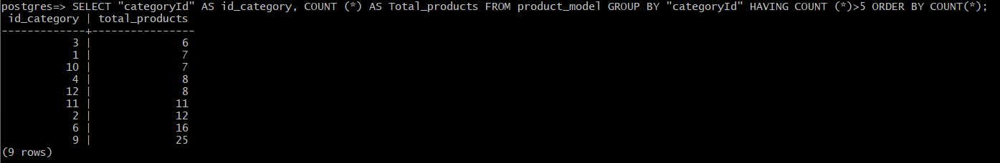 postgres=> SELECT "categoryId" AS id_category, COUNT (*) AS Total_products FROM product_model GROUP BY "categoryId" HAVING COUNT (*)>5 ORDER BY COUNT(*);
 id_category | total_products
-------------+----------------
           3 |              6
           1 |              7
          10 |              7
           4 |              8
          12 |              8
          11 |             11
           2 |             12
           6 |             16
           9 |             25
(9 rows)